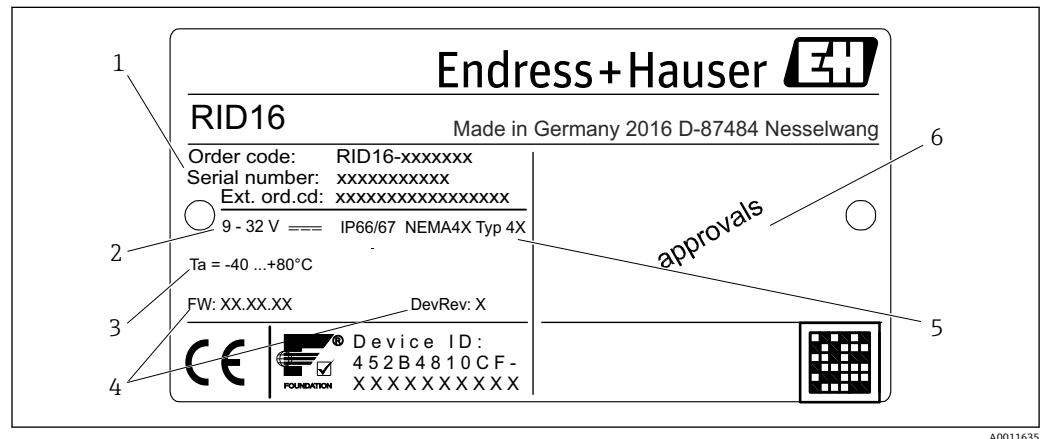 1
Endress+Hauser EH
RID16
Made in Germany 2016 D-87484 Nesselwang
6
Order code: RID16-xxxxxxx
Serial number: xxxxxxxxxxx
Ext. ord.cd: xxxxxxxxxxxxxxxxx
approvals
2
9 - 32 V IP66/67 NEMA4X Typ 4X
Ta = -40 ...+80°C
3
FW: XX.XX.XX DevRev: X
5
4
CE
FOUNDATION
® Device ID:
452B4810CF-
XXXXXXXXXX
A0011635